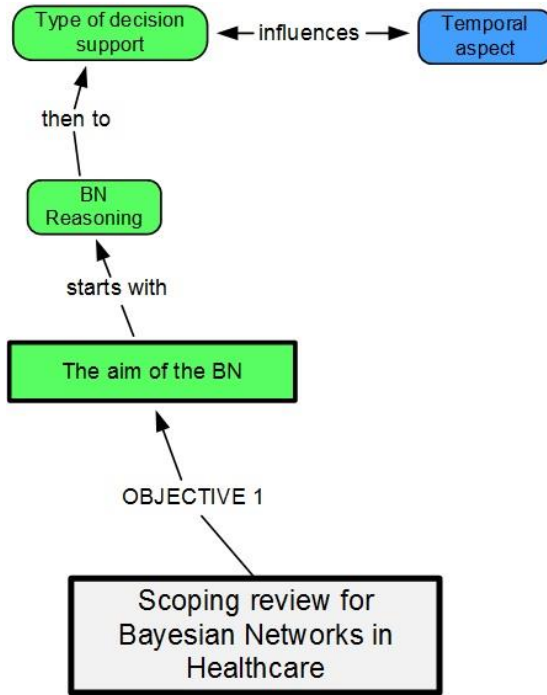 Type of decision
support
influences
Temporal
aspect
then to
BN
Reasoning
starts with
The aim of the BN
OBJECTIVE 1
Scoping review for
Bayesian Networks in
Healthcare